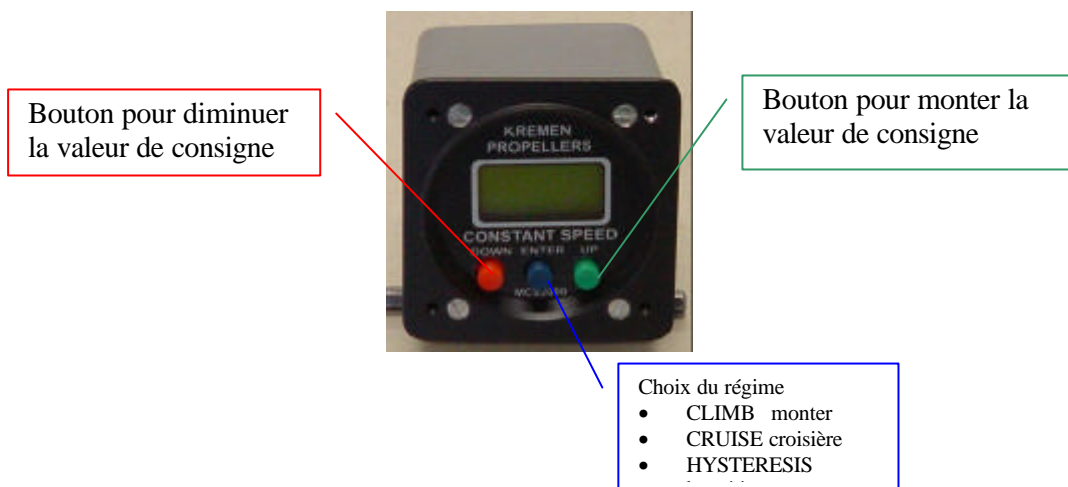 Bouton pour diminuer
la valeur de consigne
Bouton pour monter la
valeur de consigne
KREMEN
PROPELLERS
CONSTANT SPEED
DOWN ENTER UP
Choix du régime
• CLIMB monter
• CRUISE croisière
• HYSTERESIS